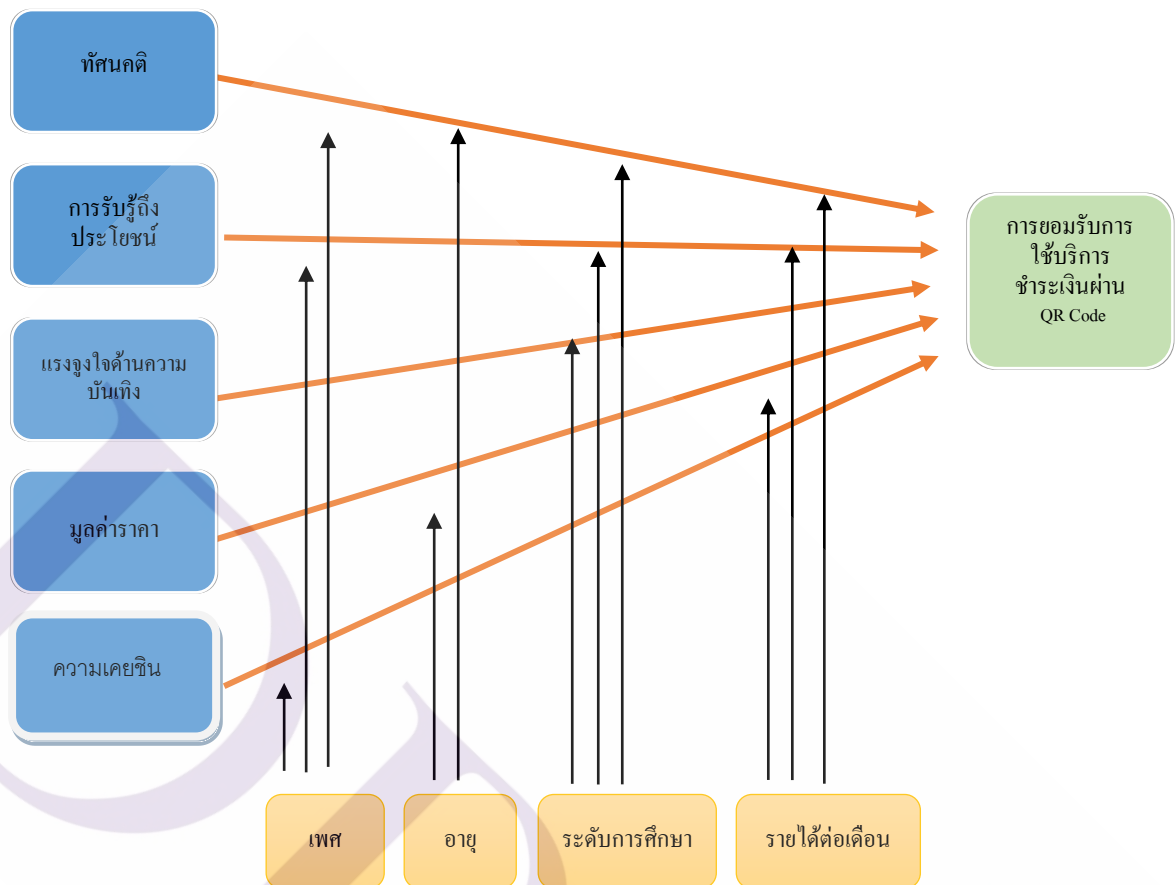 ทัศนคติ
การรับรู้ถึง
ประโยชน์
แรงจูงใจด้านความ
บันเทิง
มูลค่าราคา
ความเคยชิน
การยอมรับการ
ใช้บริการ
ชำระเงินผ่าน
QR Code
เพศ
อายุ
ระดับการศึกษา
รายได้ต่อเดือน